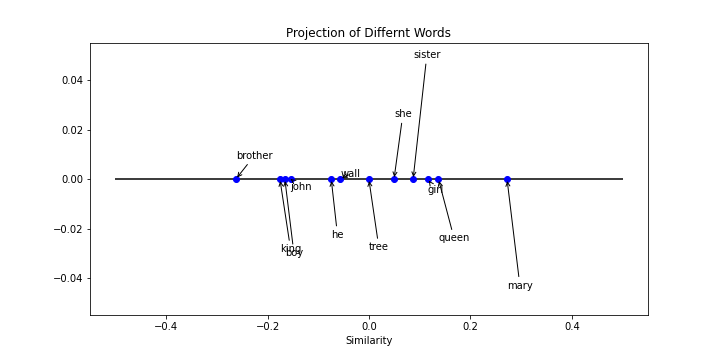 Projection of Differnt Words
sister
0.04
she
0.02
brother
wall
0.00
john
girl
he
queen
−0.02
tree
king
boy
−0.04
mary
−0.4 −0.2 0.0 0.2 0.4
Similarity